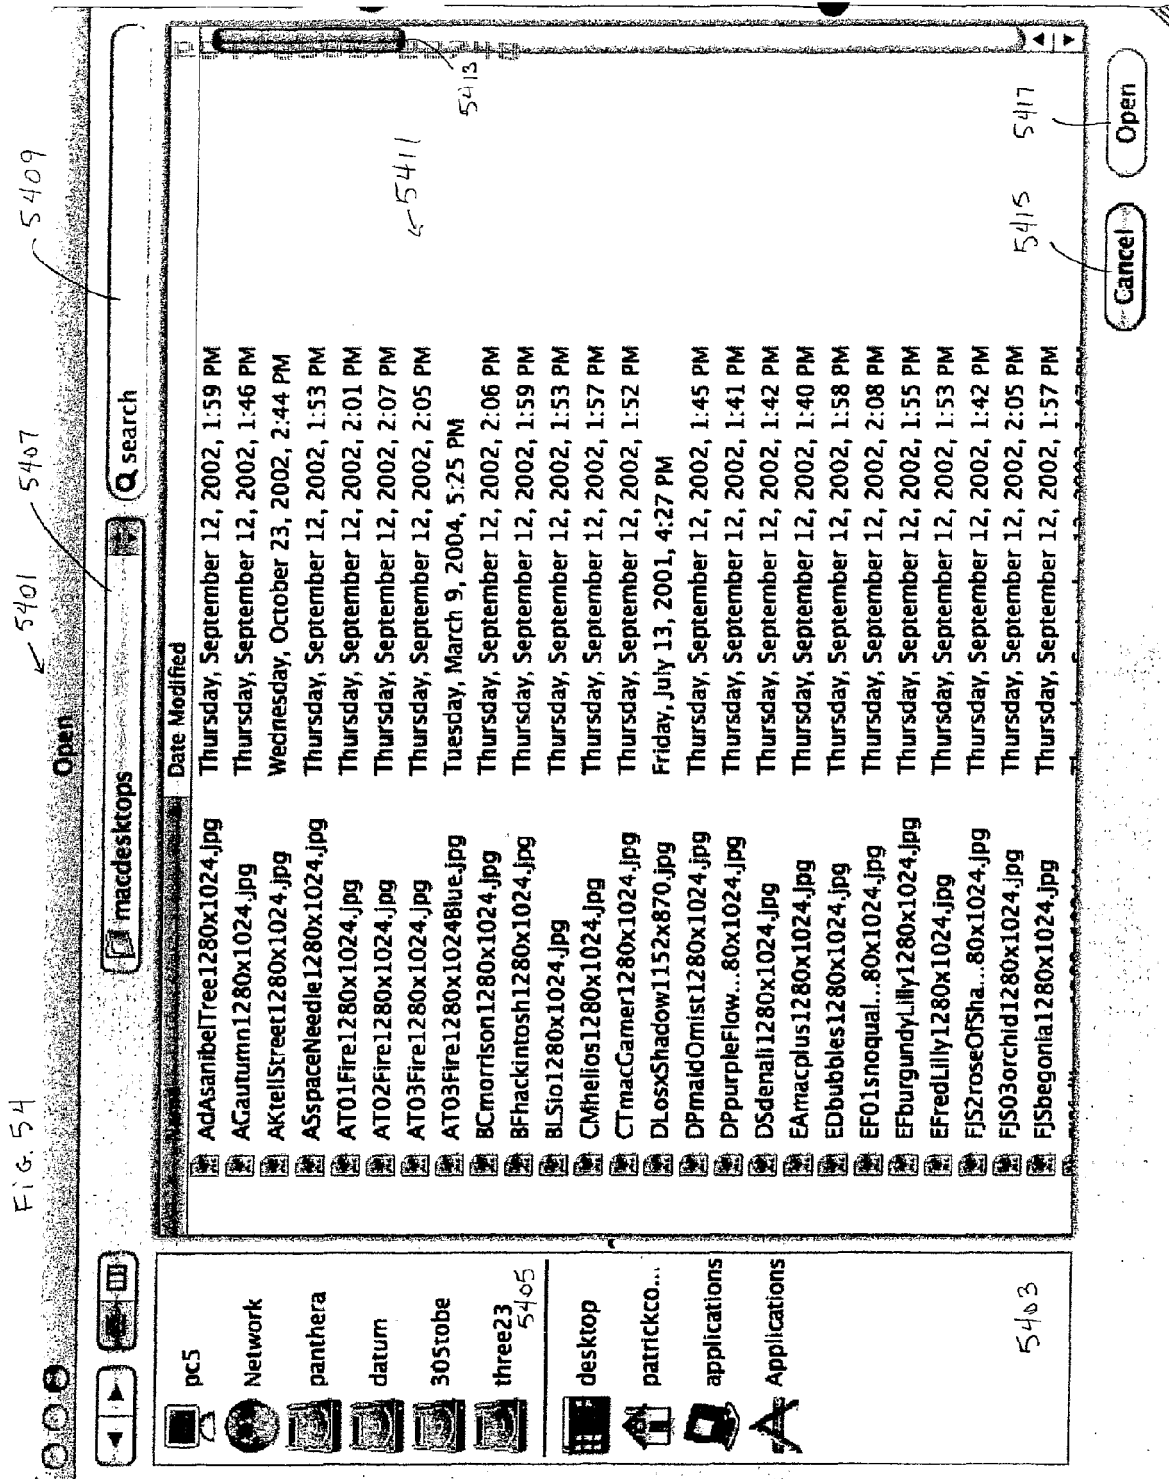 Fig. 54
5401
5407
5409
Open
macdesktops
search
pc5
Network
panthera
datum
305tobe
three23
5405
desktop
patrickco...
applications
Applications
5403
Date Modified
AdAsanibelTree1280x1024.jpg Thursday, September 12, 2002, 1:59 PM
ACautumn1280x1024.jpg Thursday, September 12, 2002, 1:46 PM
AKtellStreet1280x1024.jpg Wednesday, October 23, 2002, 2:44 PM
ASspaceNeedle1280x1024.jpg Thursday, September 12, 2002, 1:53 PM
AT01Fire1280x1024.jpg Thursday, September 12, 2002, 2:01 PM
AT02Fire1280x1024.jpg Thursday, September 12, 2002, 2:07 PM
AT03Fire1280x1024.jpg Thursday, September 12, 2002, 2:05 PM
AT03Fire1280x1024Blue.jpg Tuesday, March 9, 2004, 5:25 PM
BCmorrison1280x1024.jpg Thursday, September 12, 2002, 2:06 PM
BFhackintosh1280x1024.jpg Thursday, September 12, 2002, 1:59 PM
BLSio1280x1024.jpg Thursday, September 12, 2002, 1:53 PM
CMhelios1280x1024.jpg Thursday, September 12, 2002, 1:57 PM
CTmacGamer1280x1024.jpg Thursday, September 12, 2002, 1:52 PM
DLosxShadow1152x870.jpg Friday, July 13, 2001, 4:27 PM
DPmaidOmist1280x1024.jpg Thursday, September 12, 2002, 1:45 PM
DPpurpleFlow...80x1024.jpg Thursday, September 12, 2002, 1:41 PM
DSdenali1280x1024.jpg Thursday, September 12, 2002, 1:42 PM
EAmacplus1280x1024.jpg Thursday, September 12, 2002, 1:40 PM
EDbubbles1280x1024.jpg Thursday, September 12, 2002, 1:58 PM
EF01snoqual...80x1024.jpg Thursday, September 12, 2002, 2:08 PM
EFburgundyLilly1280x1024.jpg Thursday, September 12, 2002, 1:55 PM
EFredLilly1280x1024.jpg Thursday, September 12, 2002, 1:53 PM
FJS2roseOfSha...80x1024.jpg Thursday, September 12, 2002, 1:42 PM
FJS03orchid1280x1024.jpg Thursday, September 12, 2002, 2:05 PM
FJSbegonia1280x1024.jpg Thursday, September 12, 2002, 1:57 PM
5413
5411
5415
5417
Cancel
Open